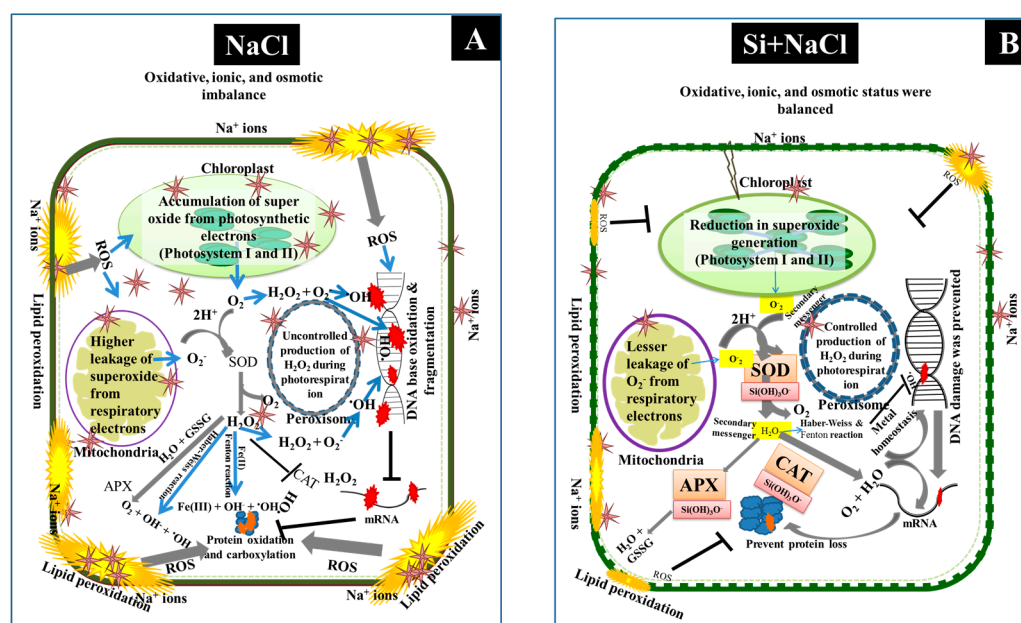 NaCl
A
Oxidative, ionic, and osmotic
imbalance
Na⁺ ions
Chloroplast
Accumulation of super
oxide from photosynthetic
electrons
(Photosystem I and II)
Na⁺ ions
ROS
ROS
Lipid peroxidation
Na⁺ ions
O₂
H₂O₂ + O₂
·OH
2H⁺
Higher
leakage of
superoxide
from
respiratory
electrons
Mitochondria
O₂⁻
SOD
Uncontrolled
production of
H₂O₂ during
photorespirat
ion
Peroxisome
HO·
DNA base oxidation &
fragmentation
O₂
·OH
H₂O₂
H₂O₂ + O₂⁻
H₂O + GSSG
Haber-Weiss reaction
Fenton reaction
Fe(II)
CAT
H₂O₂
APX
O₂ + OH⁻ + ·OH
Fe(III) + OH⁻ + ·OH
OH
mRNA
Protein oxidation
and carboxylation
Na⁺ ions
ROS
ROS
Lipid peroxidation
Na⁺ ions
Na⁺ ions
Lipid peroxidation
Si+NaCl
B
Oxidative, ionic, and osmotic status were
balanced
Na⁺ ions
Chloroplast
ROS
ROS
Reduction in superoxide
generation
(Photosystem I and II)
Na⁺ ions
Lipid peroxidation
O⁻₂
Secondary
messenger
2H⁺
Lesser
leakage of
O₂⁻ from
respiratory
electrons
Mitochondria
O⁻₂
SOD
Si(OH)₃O⁻
Controlled
production of
H₂O₂ during
photorespirat
ion
Peroxisome
DNA damage was prevented
O₂
·OH
Secondary
messenger
H₂O₂
Haber-Weiss &
Fenton reaction
Metal
homeostasis
APX
Si(OH)₃O⁻
CAT
Si(OH)₃O⁻
O₂ + H₂O
mRNA
H₂O +
GSSG
Prevent protein loss
Na⁺ ions
ROS
Lipid peroxidation